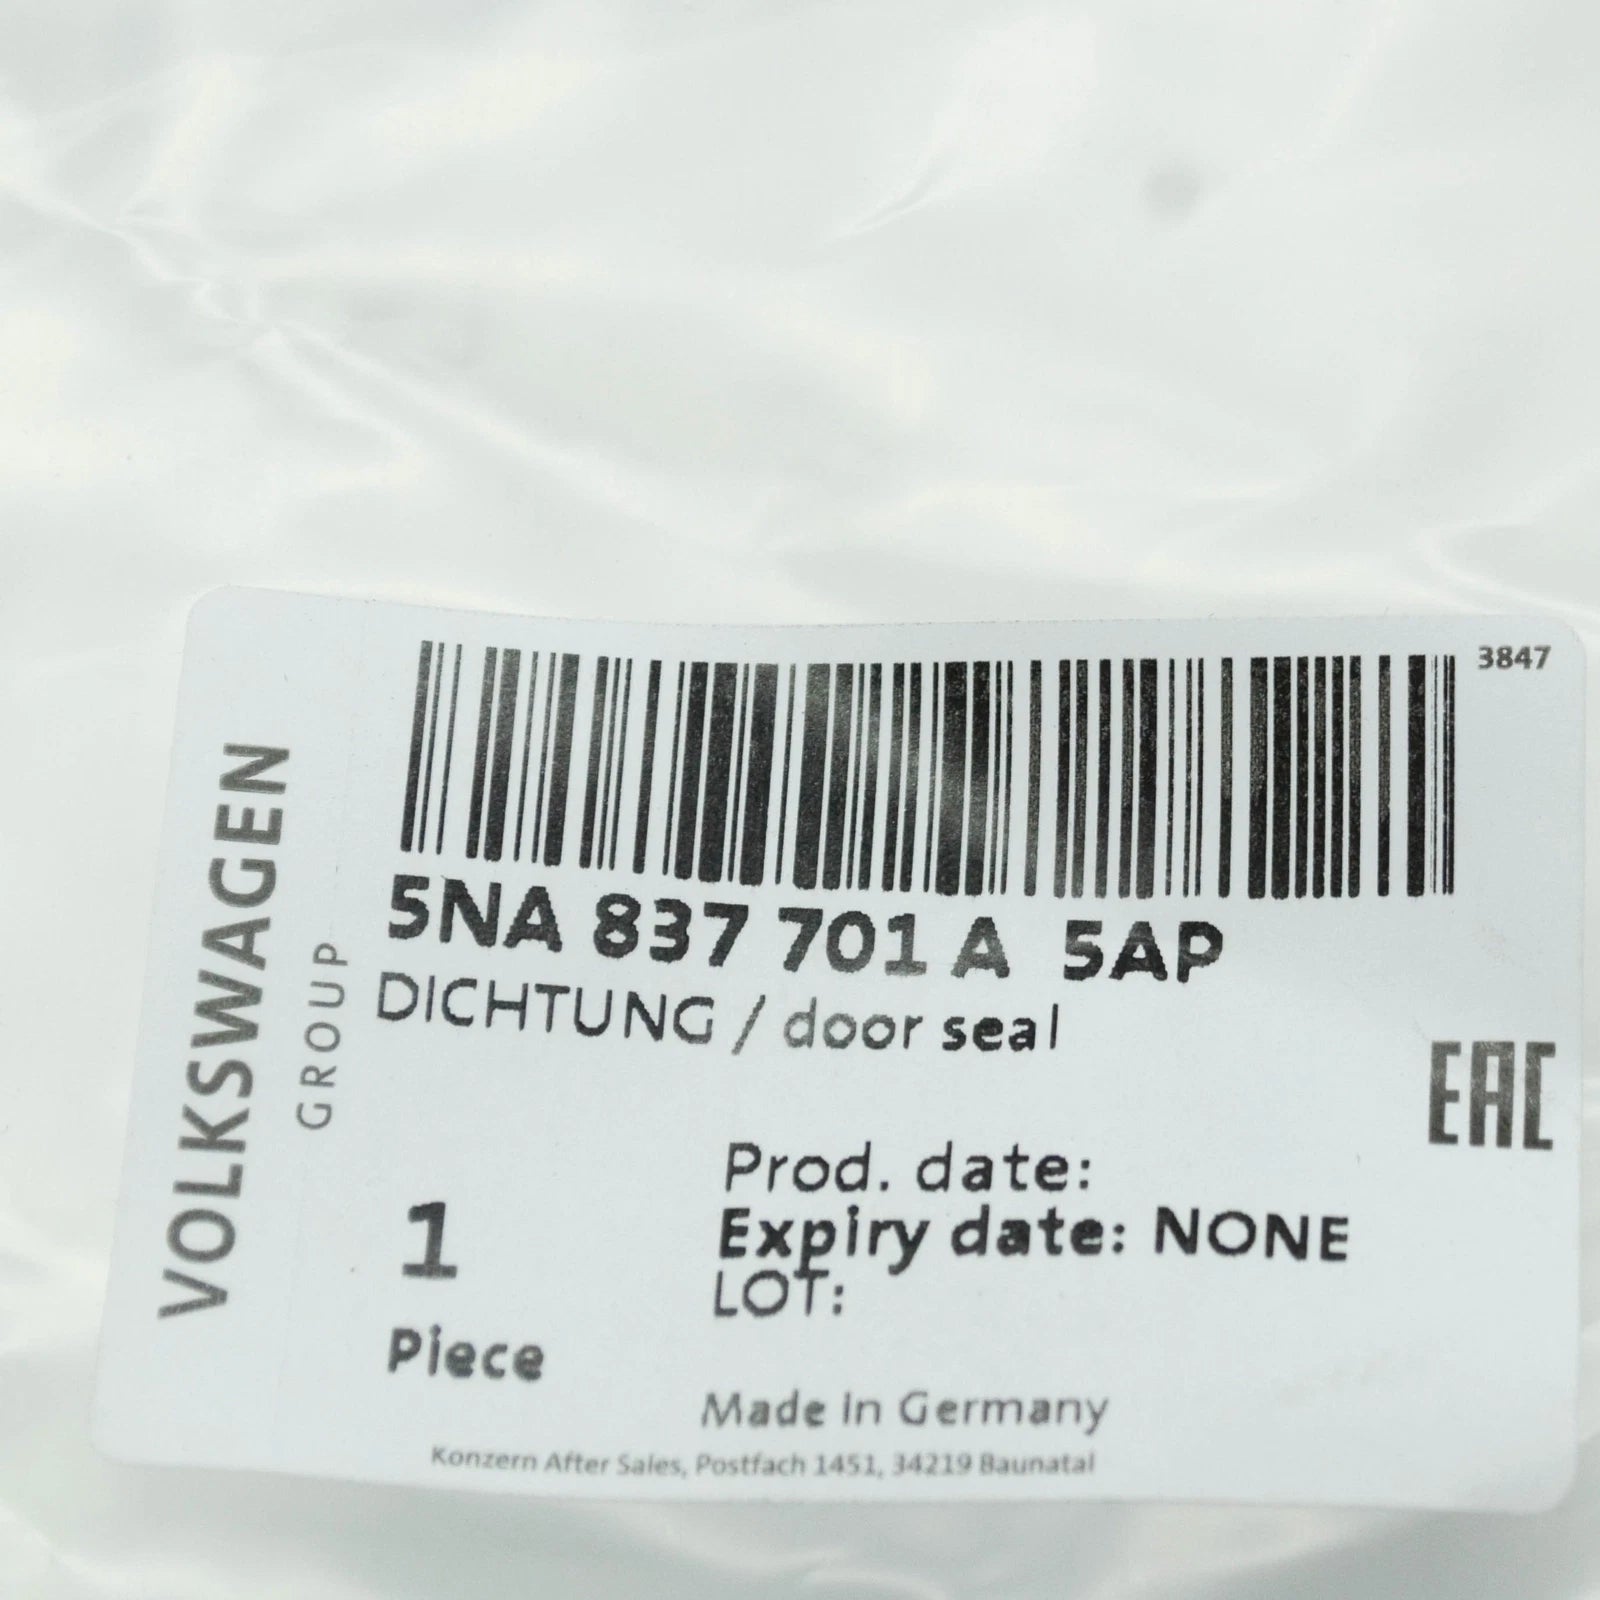 3847
VOLKSWAGEN
GROUP
5NA 837 701 A 5AP
DICHTUNG / door seal
EAC
Prod. date:
Expiry date: NONE
LOT:
1
Piece
Made In Germany
Konzern After Sales, Postfach 1451, 34219 Baunatal